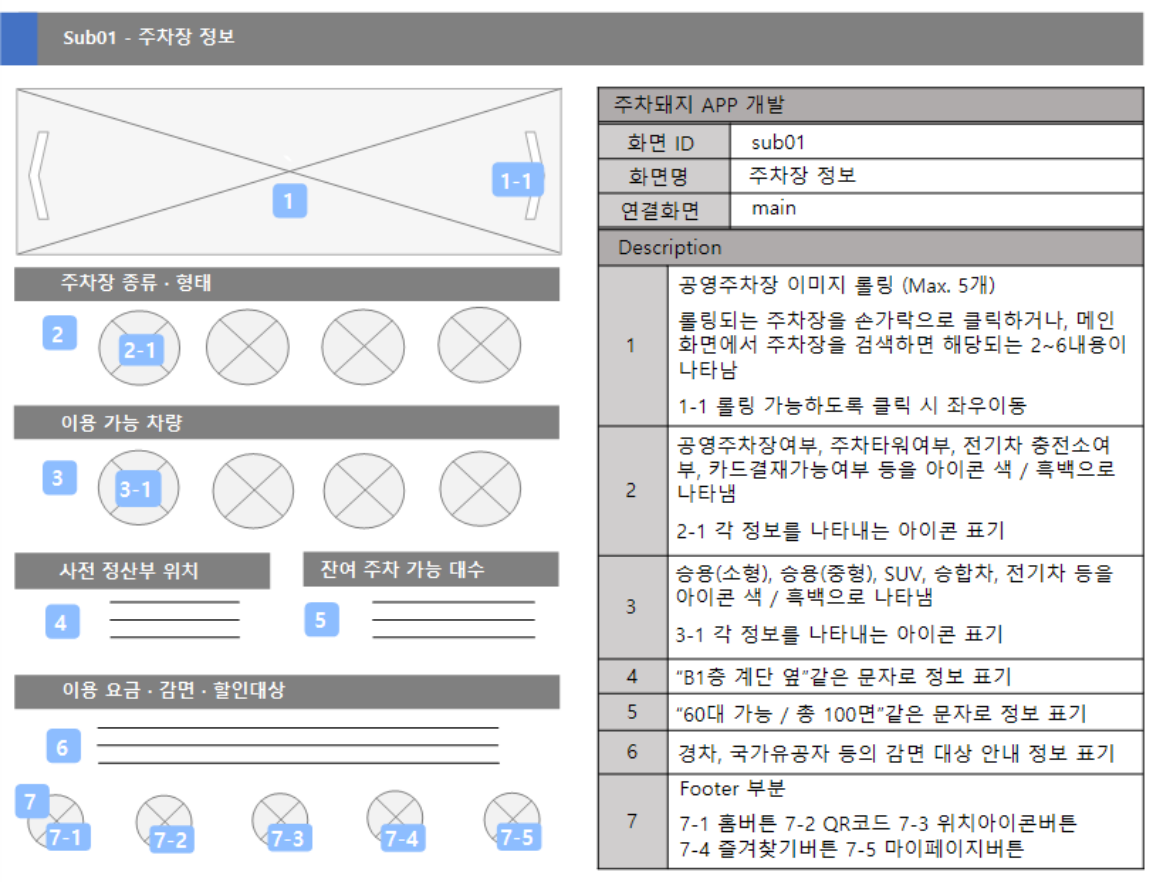 Sub01 - 주차장 정보
1
1-1
주차장 종류 · 형태
2
2-1
이용 가능 차량
3
3-1
사전 정산부 위치
잔여 주차 가능 대수
4
5
이용 요금 · 감면 · 할인대상
6
7
7-1
7-2
7-3
7-4
7-5
주차돼지 APP 개발
화면 ID sub01
화면명 주차장 정보
연결화면 main
Description
1
공영주차장 이미지 롤링 (Max. 5개)
롤링되는 주차장을 손가락으로 클릭하거나, 메인
화면에서 주차장을 검색하면 해당되는 2~6내용이
나타남
1-1 롤링 가능하도록 클릭 시 좌우이동
2
공영주차장여부, 주차타워여부, 전기차 충전소여
부, 카드결재가능여부 등을 아이콘 색 / 흑백으로
나타냄
2-1 각 정보를 나타내는 아이콘 표기
3
승용(소형), 승용(중형), SUV, 승합차, 전기차 등을
아이콘 색 / 흑백으로 나타냄
3-1 각 정보를 나타내는 아이콘 표기
4 “B1층 계단 옆”같은 문자로 정보 표기
5 “60대 가능 / 총 100면”같은 문자로 정보 표기
6 경차, 국가유공자 등의 감면 대상 안내 정보 표기
7
Footer 부분
7-1 홈버튼 7-2 QR코드 7-3 위치아이콘버튼
7-4 즐겨찾기버튼 7-5 마이페이지버튼